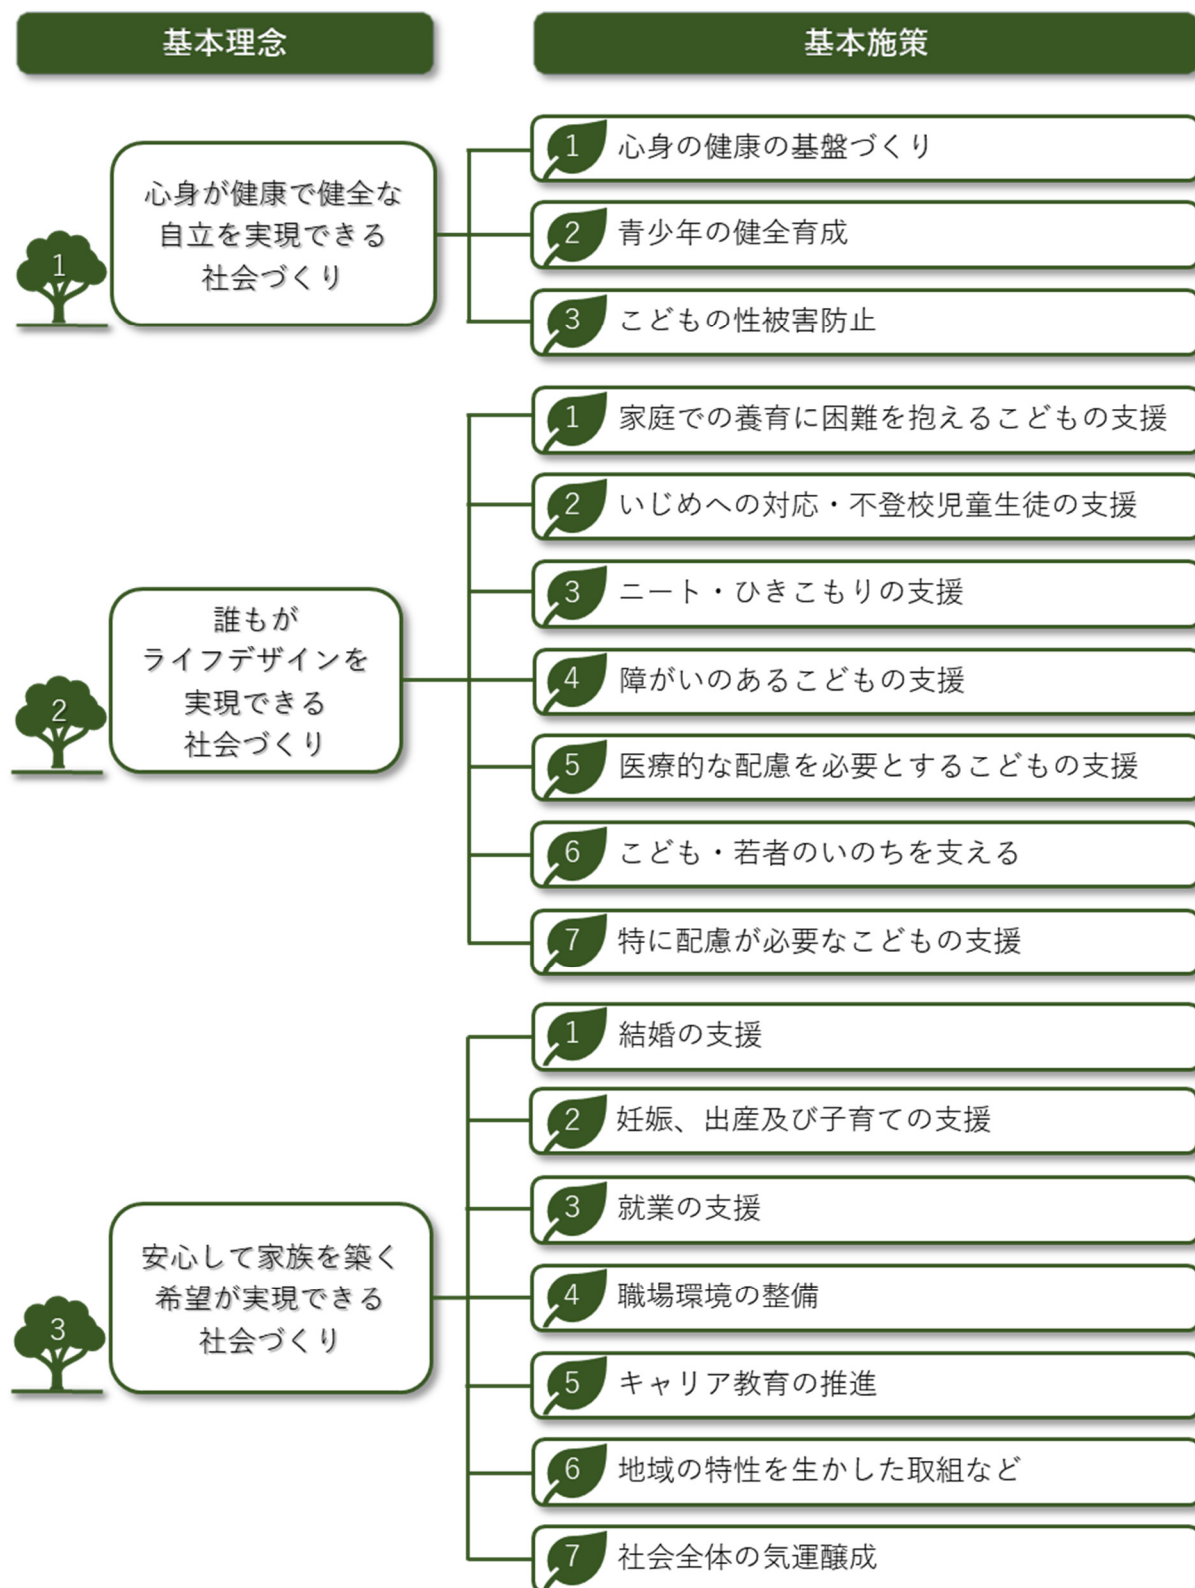 基本理念
基本施策
1
心身が健康で健全な
自立を実現できる
社会づくり
1 心身の健康の基盤づくり
2 青少年の健全育成
3 こどもの性被害防止
2
誰もが
ライフデザインを
実現できる
社会づくり
1 家庭での養育に困難を抱えるこどもの支援
2 いじめへの対応・不登校児童生徒の支援
3 ニート・ひきこもりの支援
4 障がいのあるこどもの支援
5 医療的な配慮を必要とするこどもの支援
6 こども・若者のいのちを支える
7 特に配慮が必要なこどもの支援
3
安心して家族を築く
希望が実現できる
社会づくり
1 結婚の支援
2 妊娠、出産及び子育ての支援
3 就業の支援
4 職場環境の整備
5 キャリア教育の推進
6 地域の特性を生かした取組など
7 社会全体の気運醸成